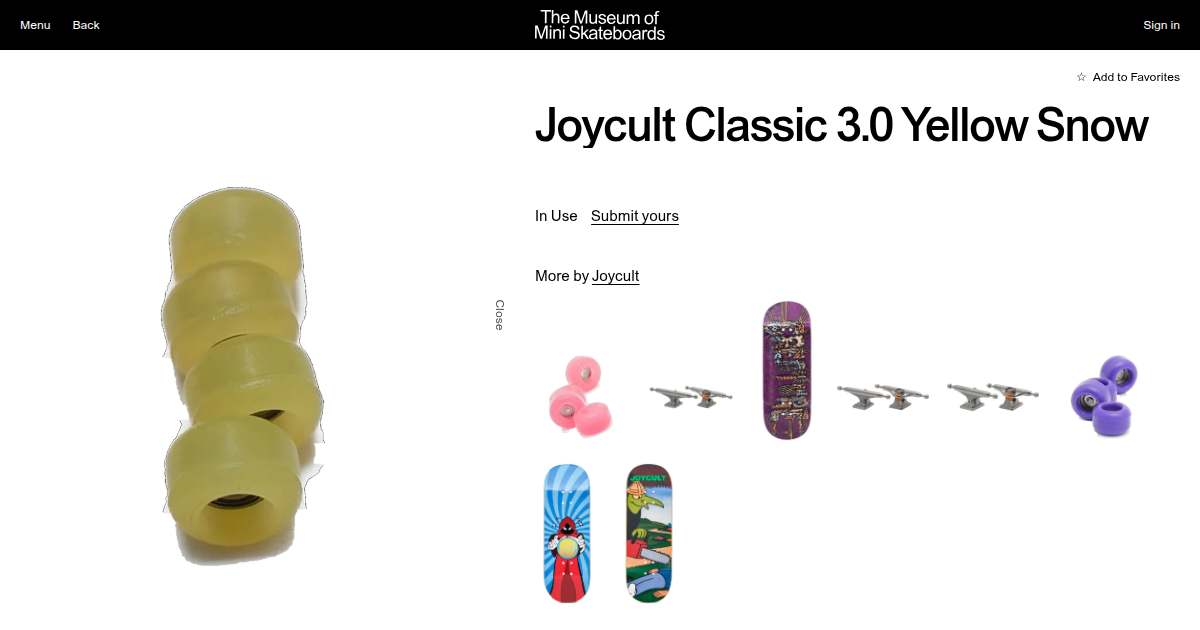 Menu
Back
The Museum of
Mini Skateboards
Sign in
☆ Add to Favorites
Joycult Classic 3.0 Yellow Snow
In Use Submit yours
More by Joycult
Close
JOYCULT